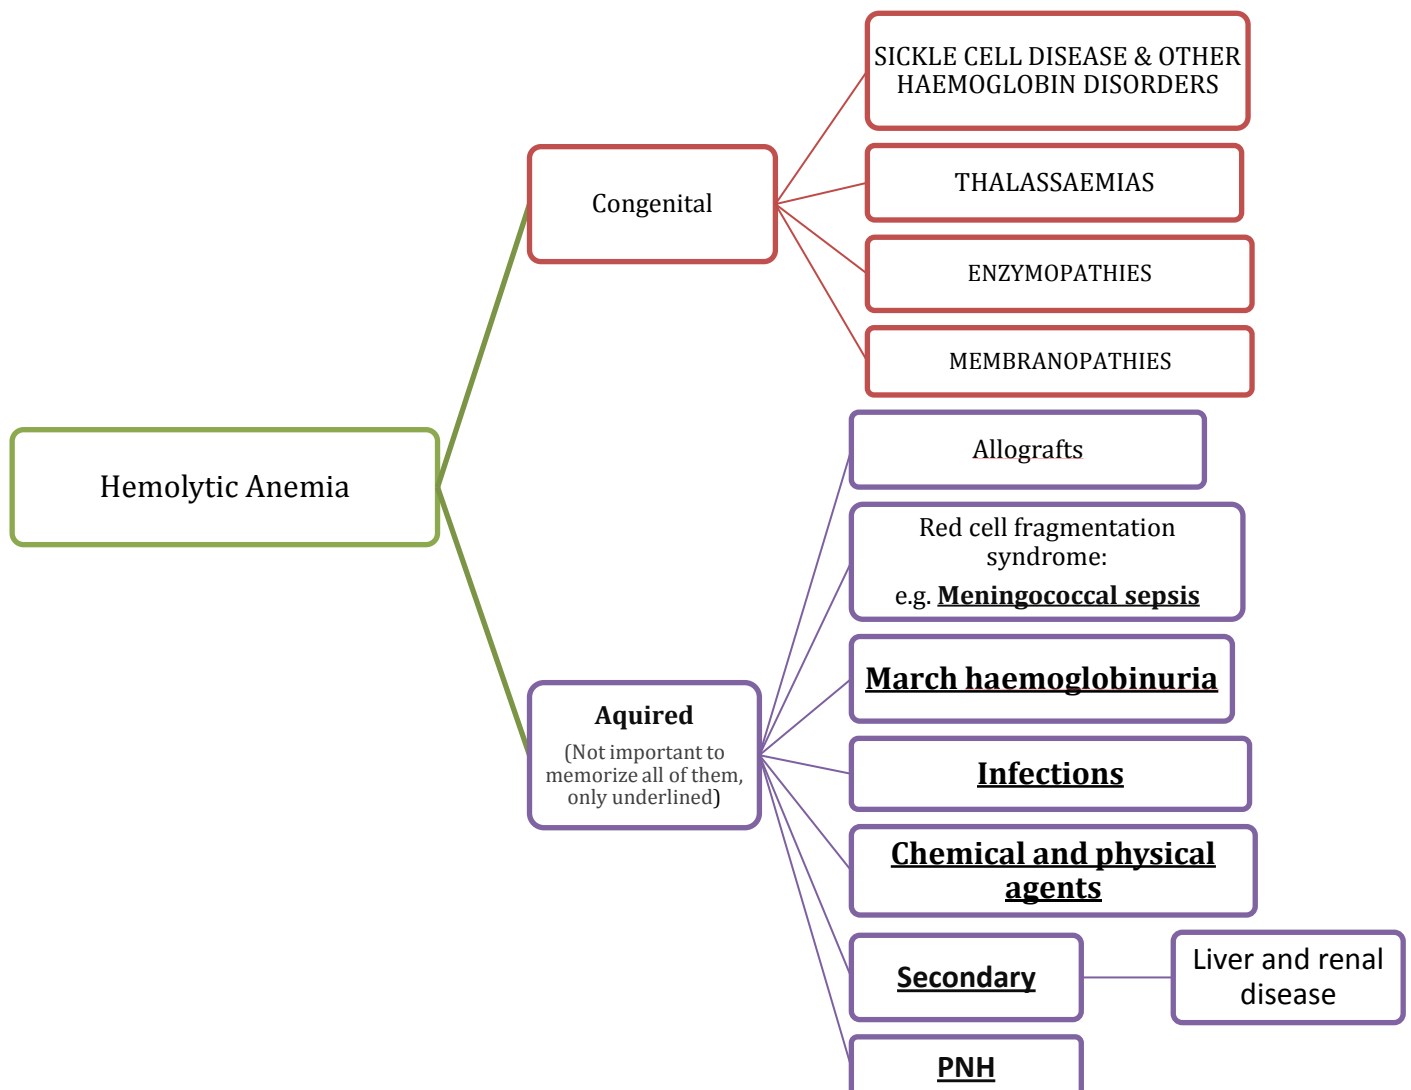 Hemolytic Anemia
Congenital
SICKLE CELL DISEASE & OTHER
HAEMOGLOBIN DISORDERS
THALASSAEMIAS
ENZYMOPATHIES
MEMBRANOPATHIES
Aquired
(Not important to
memorize all of them,
only underlined)
Allografts
Red cell fragmentation
syndrome:
e.g. Meningococcal sepsis
March haemoglobinuria
Infections
Chemical and physical
agents
Secondary
Liver and renal
disease
PNH